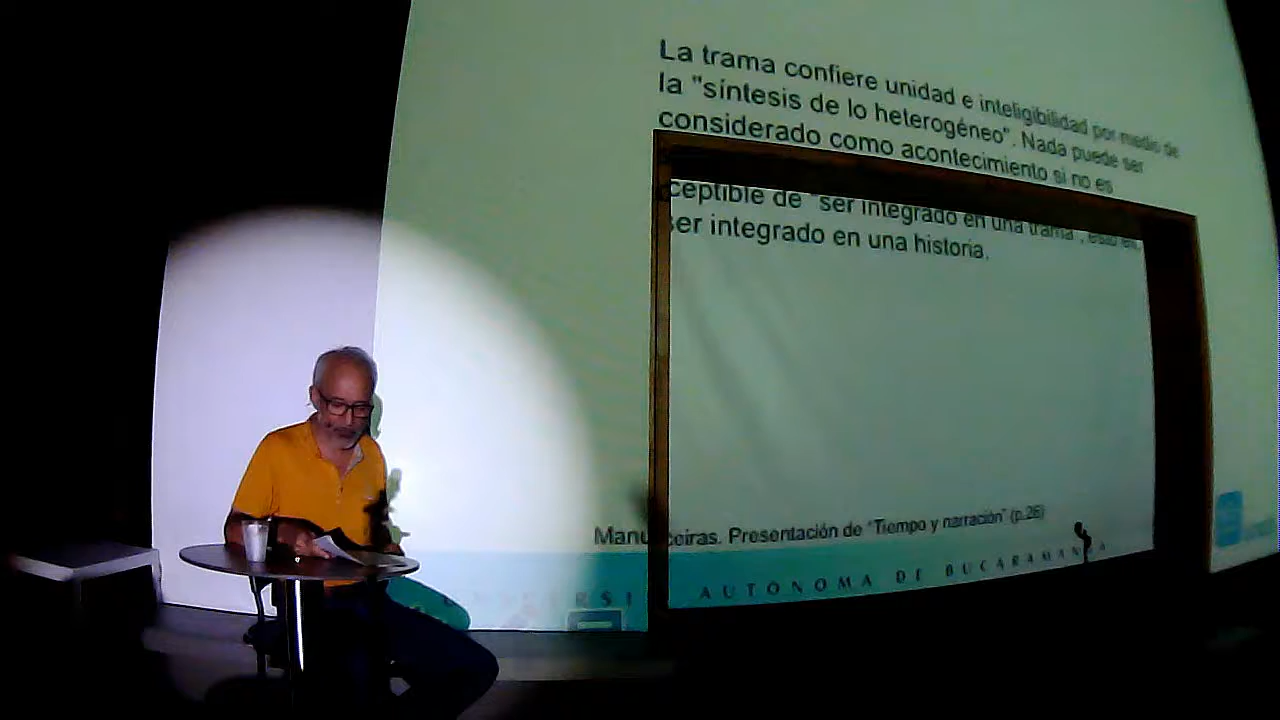 La trama confiere unidad e inteligibilidad por medio de
la "síntesis de lo heterogéneo". Nada puede ser
considerado como acontecimiento si no es
ceptible de "ser integrado en una trama", esto es,
ser integrado en una historia.
Manu ceiras. Presentación de "Tiempo y narración" (p.26)
AUTÓNOMA DE BUCARAMANGA